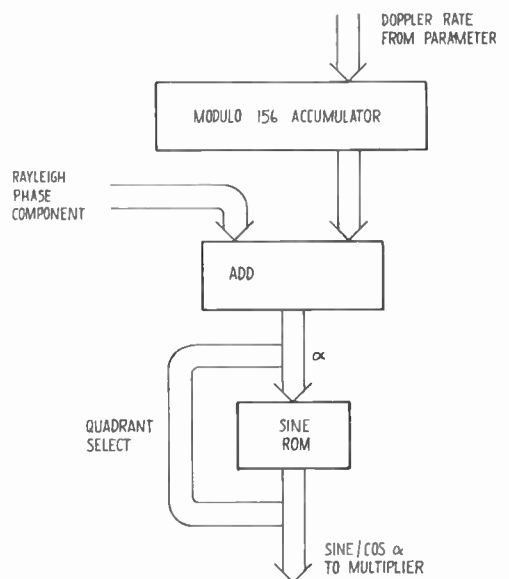 DOPPLER RATE
FROM PARAMETER
MODULO 156 ACCUMULATOR
RAYLEIGH
PHASE
COMPONENT
ADD
α
QUADRANT
SELECT
SINE
ROM
SINE/COS α
TO MULTIPLIER